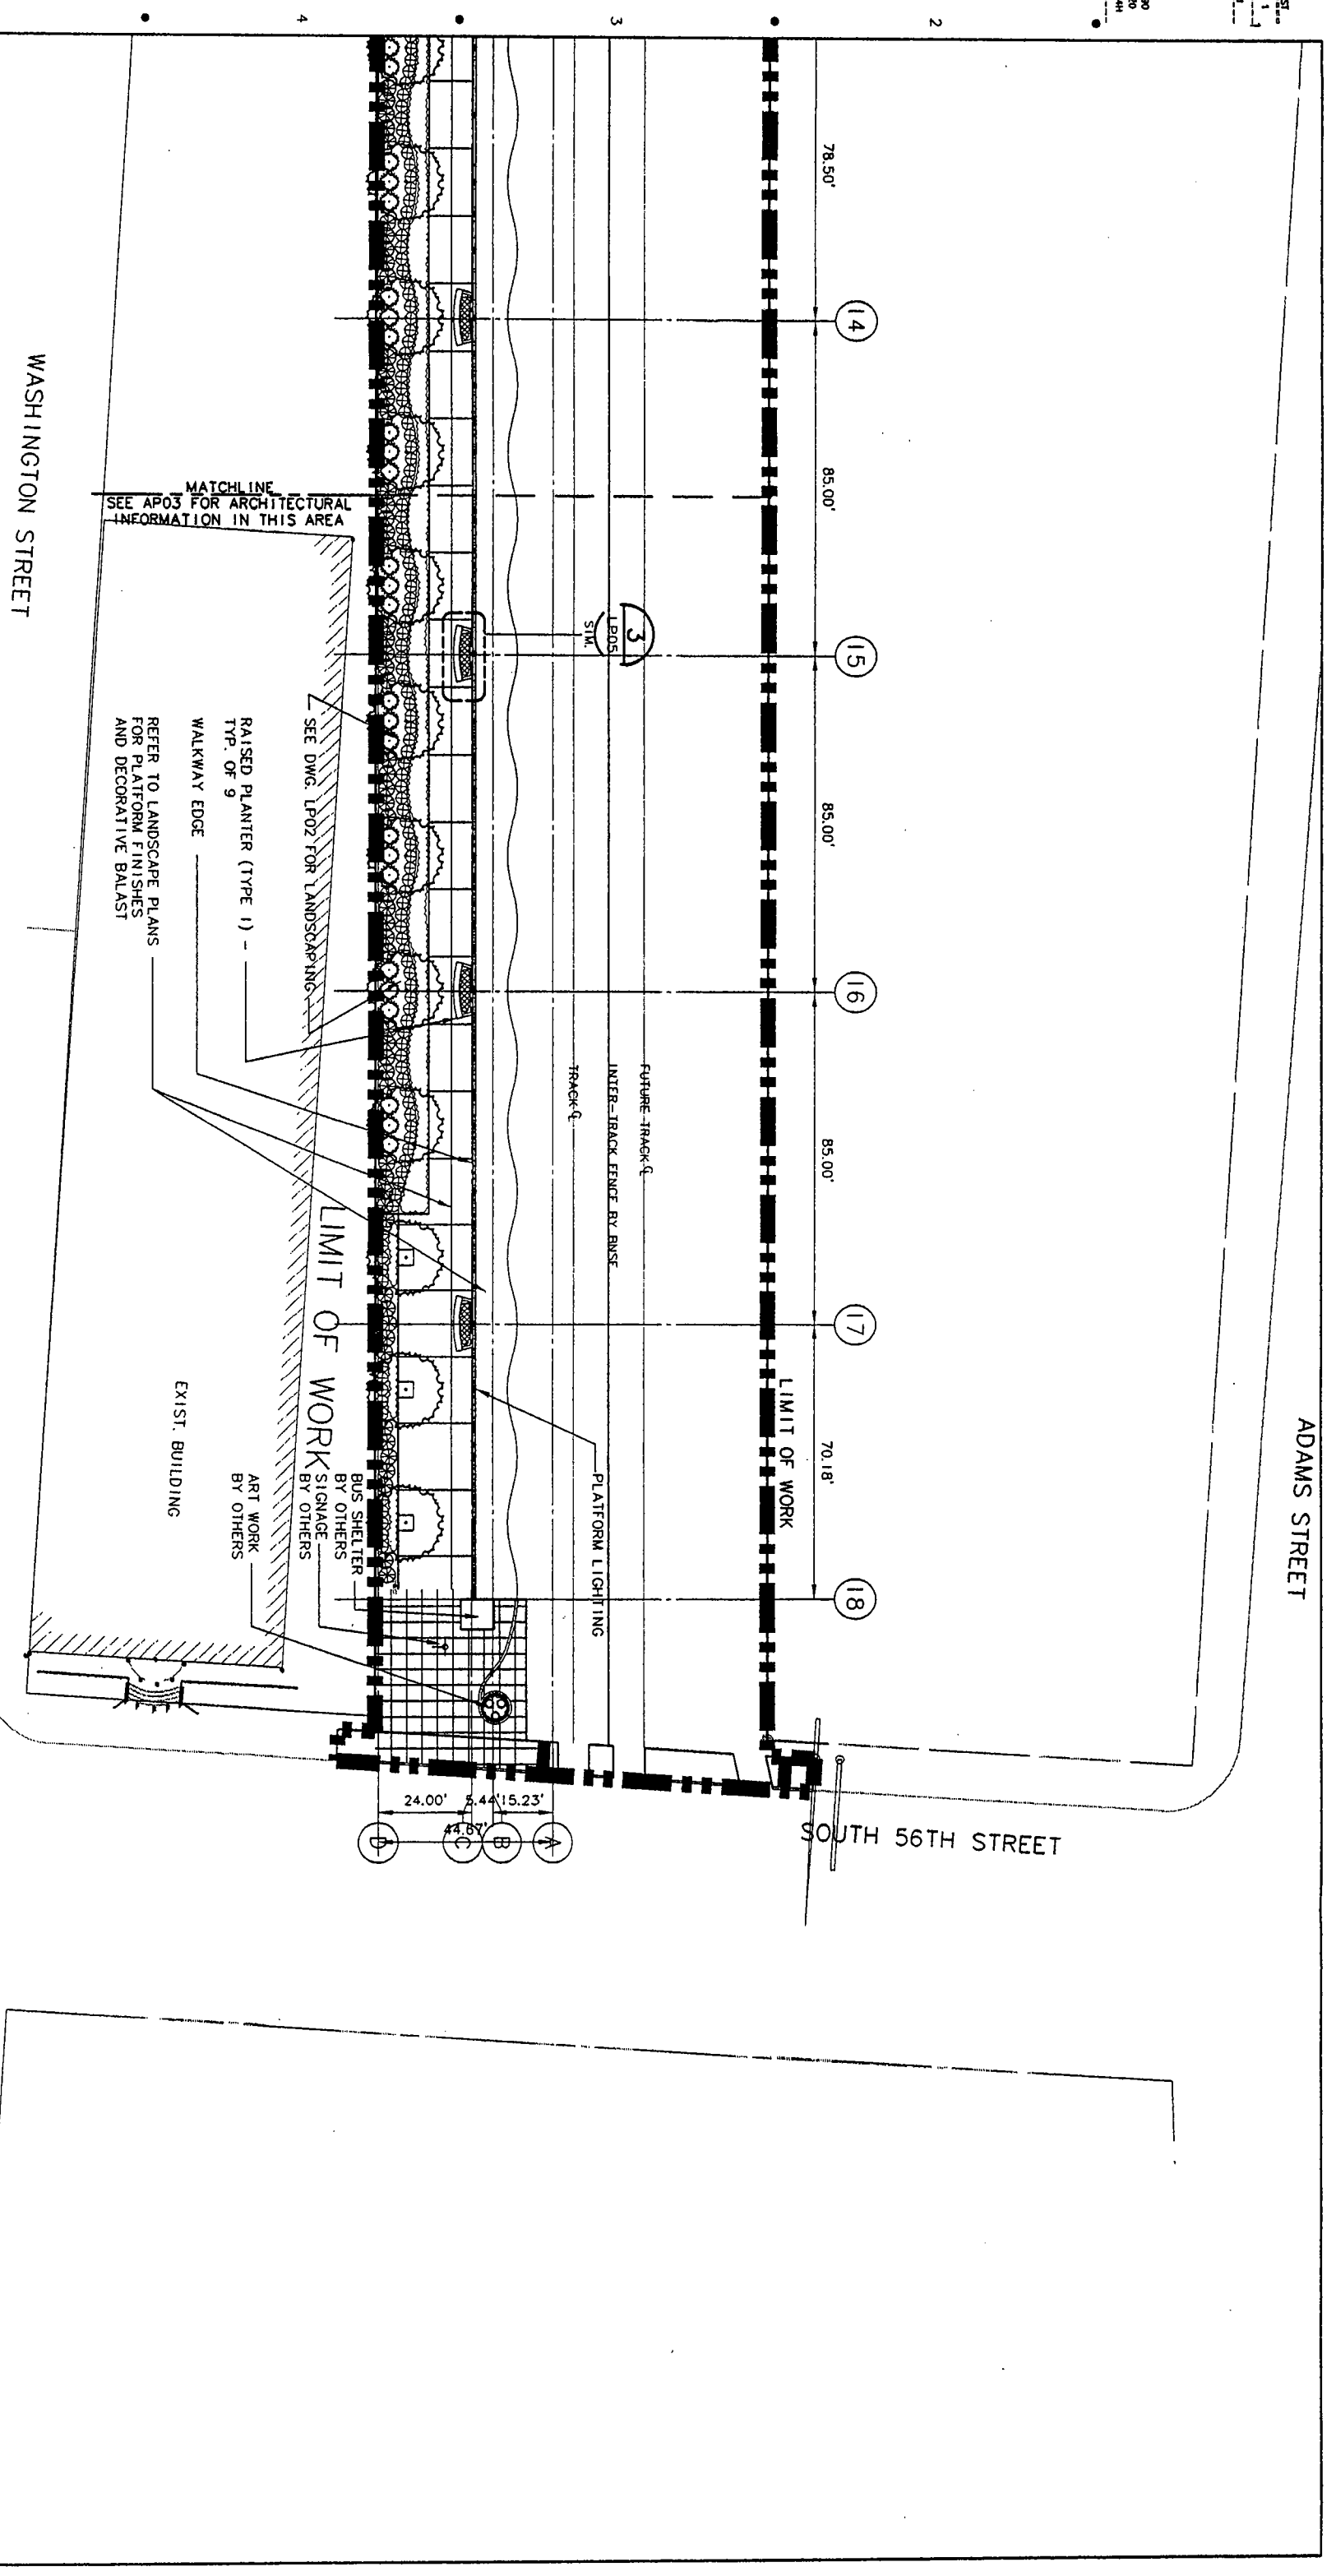 ADAMS STREET
2
3
4
78.50'
85.00'
85.00'
85.00'
70.18'
14
15
16
17
18
LIMIT OF WORK
FUTURE TRACK ℄
INTER-TRACK FENCE BY BNSF
TRACK ℄
3
LP05
SIM.
PLATFORM LIGHTING
MATCHLINE
SEE AP03 FOR ARCHITECTURAL
INFORMATION IN THIS AREA
SEE DWG. LP02 FOR LANDSCAPING
RAISED PLANTER (TYPE 1) -
TYP. OF 9
WALKWAY EDGE
REFER TO LANDSCAPE PLANS
FOR PLATFORM FINISHES
AND DECORATIVE BALAST
LIMIT OF WORK
BUS SHELTER
BY OTHERS
SIGNAGE
BY OTHERS
ART WORK
BY OTHERS
EXIST. BUILDING
WASHINGTON STREET
24.00'
5.44'
15.23'
44.67'
D
C
B
A
SOUTH 56TH STREET